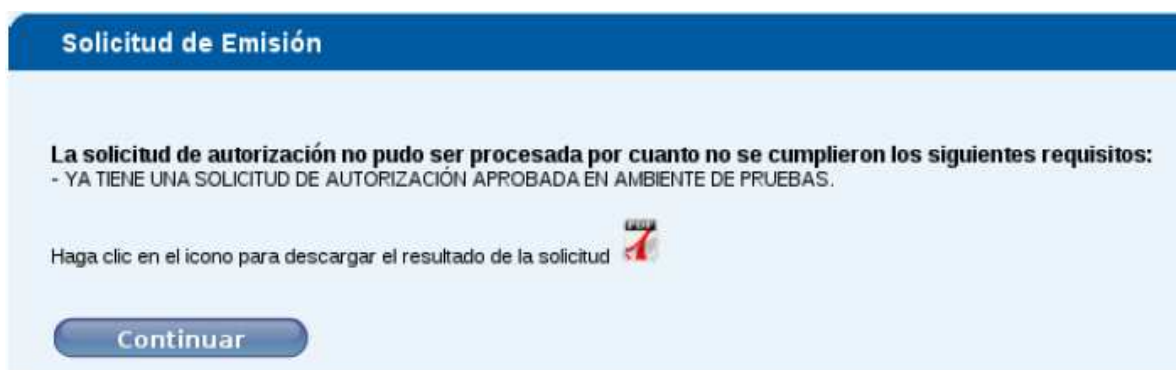 Solicitud de Emisión
La solicitud de autorización no pudo ser procesada por cuanto no se cumplieron los siguientes requisitos:
- YA TIENE UNA SOLICITUD DE AUTORIZACIÓN APROBADA EN AMBIENTE DE PRUEBAS.
Haga clic en el icono para descargar el resultado de la solicitud
PDF
Continuar